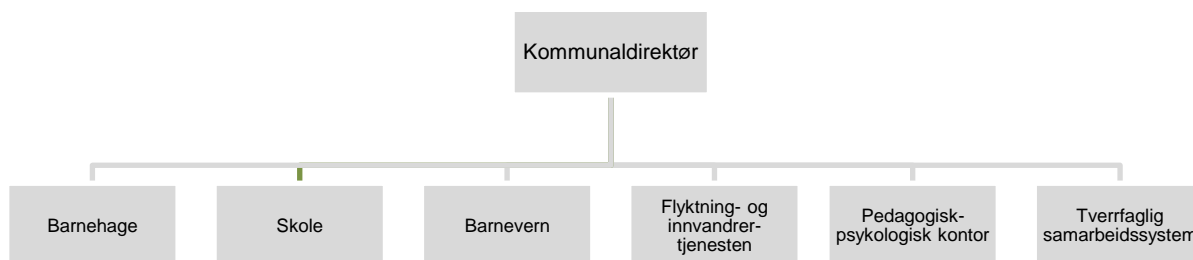 Kommunaldirektør
Barnehage
Skole
Barnevern
Flyktning- og
innvandrer-
tjenesten
Pedagogisk-
psykologisk kontor
Tverrfaglig
samarbeidssystem